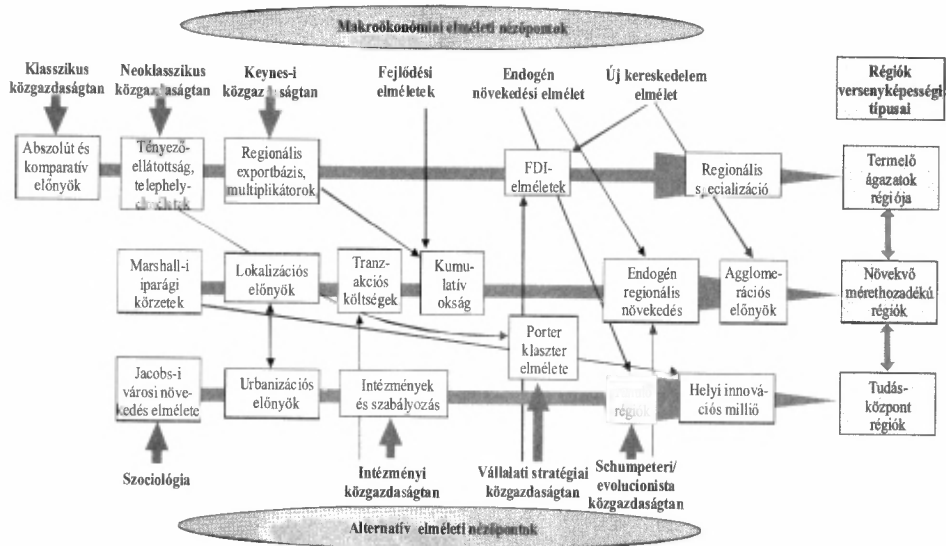 Makroökonómiai elméleti nézőpontok
Klasszikus
közgazdaságtan
Neoklasszikus
közgazdaságtan
Keynes-i
közgazdaságtan
Fejlődési
elméletek
Endogén
növekedési elmélet
Új kereskedelem
elmélet
Régiók
versenyképességi
típusai
Abszolút és
komparatív
előnyök
Tényező-
ellátottság,
telephely-
elméletek
Regionális
exportbázis,
multiplikátorok
FDI-
elméletek
Regionális
specializáció
Termelő
ágazatok
régiója
Marshall-i
iparági
körzetek
Lokalizációs
előnyök
Tranz-
akciós
költségek
Kumu-
latív
okság
Endogén
regionális
növekedés
Agglome-
rációs
előnyök
Növekvő
mérethozadékú
régiók
Porter
klaszter
elmélete
Jacobs-i
városi növe-
kedés elmélete
Urbanizációs
előnyök
Intézmények
és szabályozás
régiók
Helyi innová-
ciós millió
Tudás-
központ
régiók
Szociológia
Intézményi
közgazdaságtan
Vállalati stratégiai
közgazdaságtan
Schumpeteri/
evolucionista
közgazdaságtan
Alternatív elméleti nézőpontok